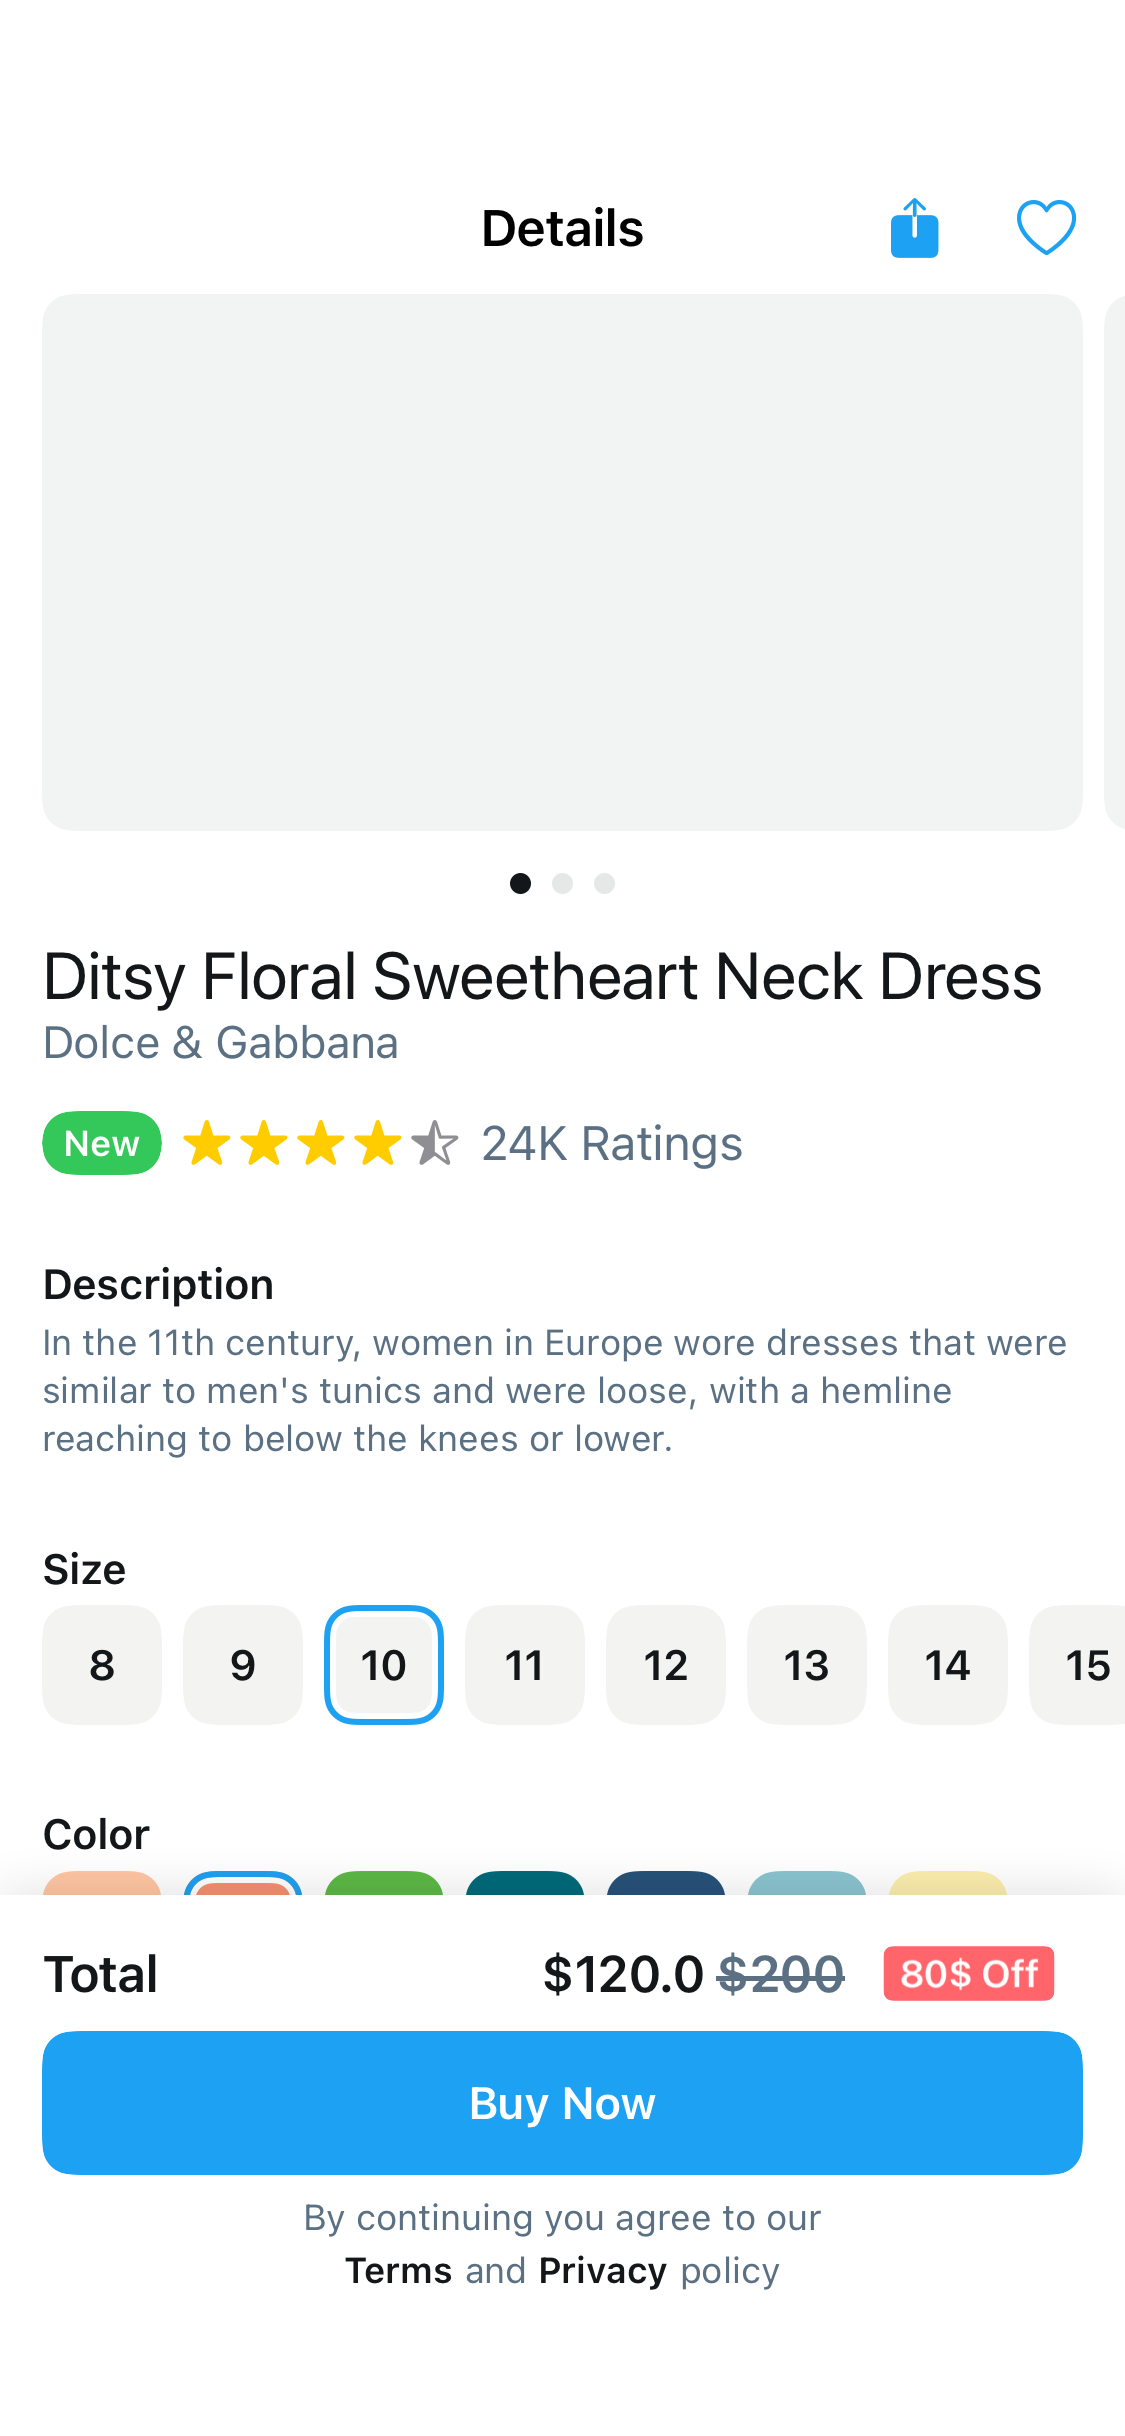 Details
Ditsy Floral Sweetheart Neck Dress
Dolce & Gabbana
New 24K Ratings
Description
In the 11th century, women in Europe wore dresses that were
similar to men's tunics and were loose, with a hemline
reaching to below the knees or lower.
Size
8 9 10 11 12 13 14 15
Color
Total $120.0 $200 80$ Off
Buy Now
By continuing you agree to our
Terms and Privacy policy